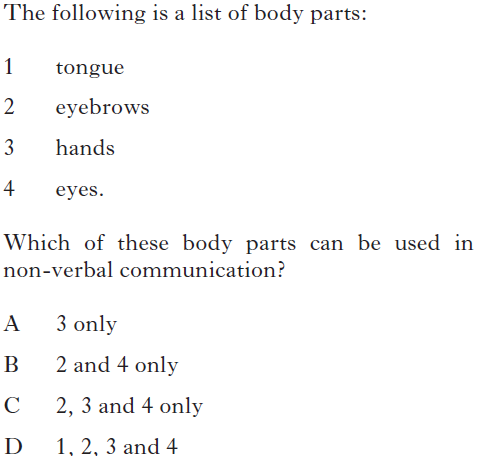 The following is a list of body parts:
1 tongue
2 eyebrows
3 hands
4 eyes.
Which of these body parts can be used in
non-verbal communication?
A 3 only
B 2 and 4 only
C 2, 3 and 4 only
D 1, 2, 3 and 4